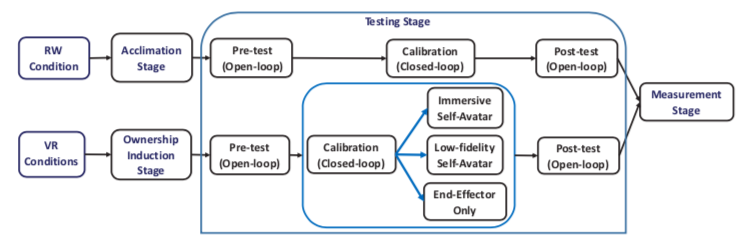 Testing Stage
RW
Condition
Acclimation
Stage
Pre-test
(Open-loop)
Calibration
(Closed-loop)
Post-test
(Open-loop)
Measurement
Stage
VR
Conditions
Ownership
Induction
Stage
Pre-test
(Open-loop)
Calibration
(Closed-loop)
Immersive
Self-Avatar
Low-fidelity
Self-Avatar
End-Effector
Only
Post-test
(Open-loop)